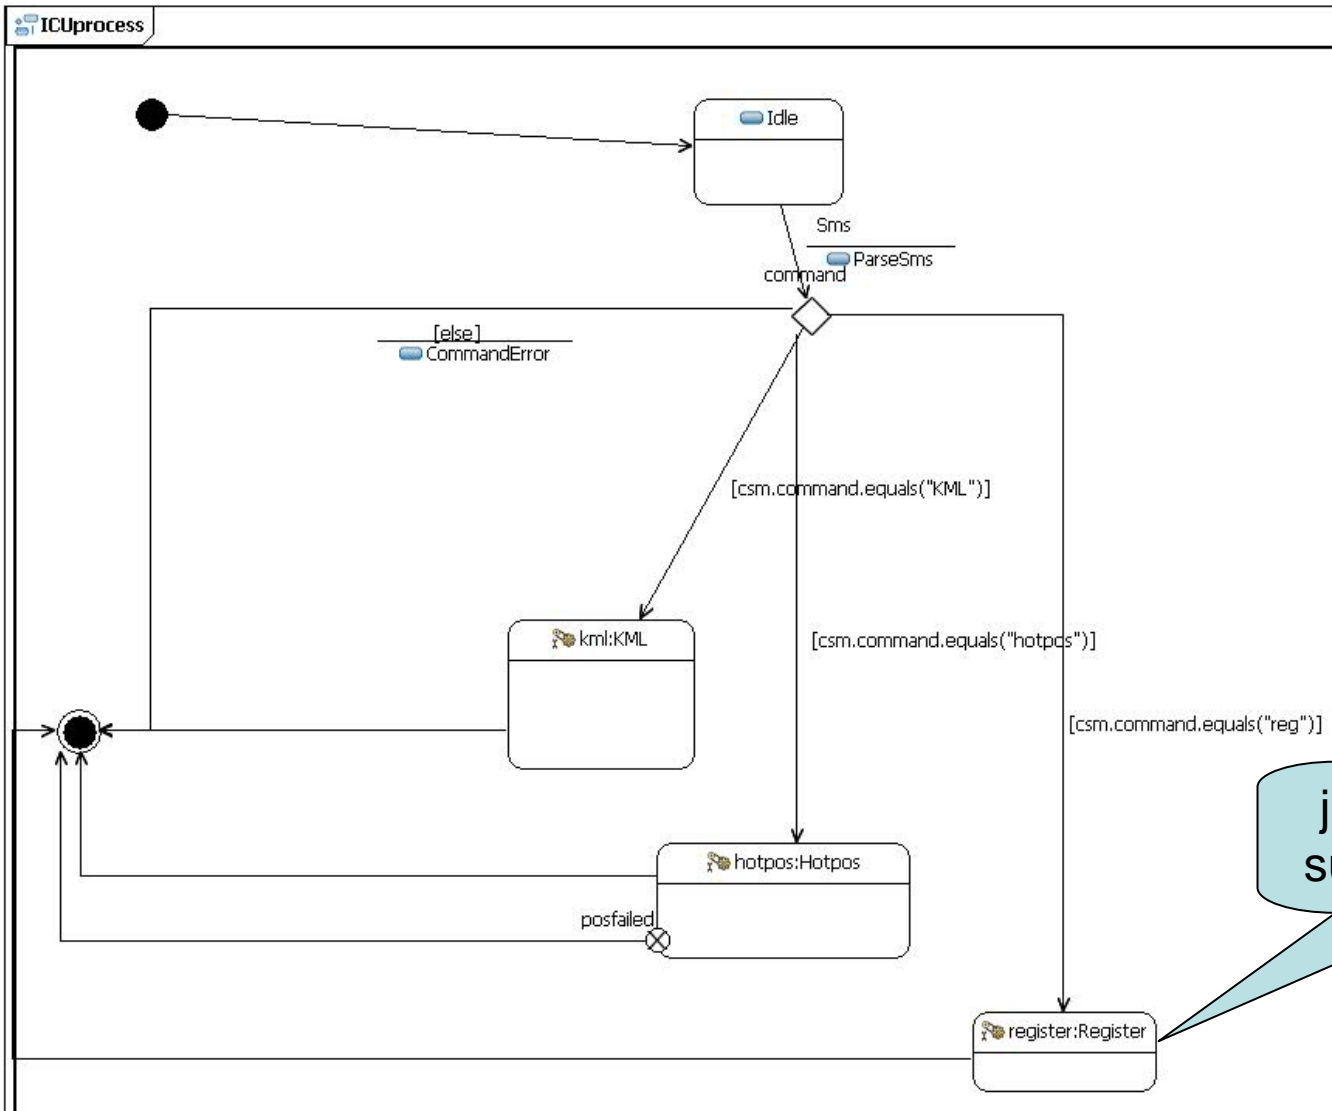 ICUprocess
Idle
Sms
ParseSms
command
[else]
CommandError
[csm.command.equals("KML")]
kml:KML
[csm.command.equals("hotpos")]
[csm.command.equals("reg")]
hotpos:Hotpos
posfailed
register:Register